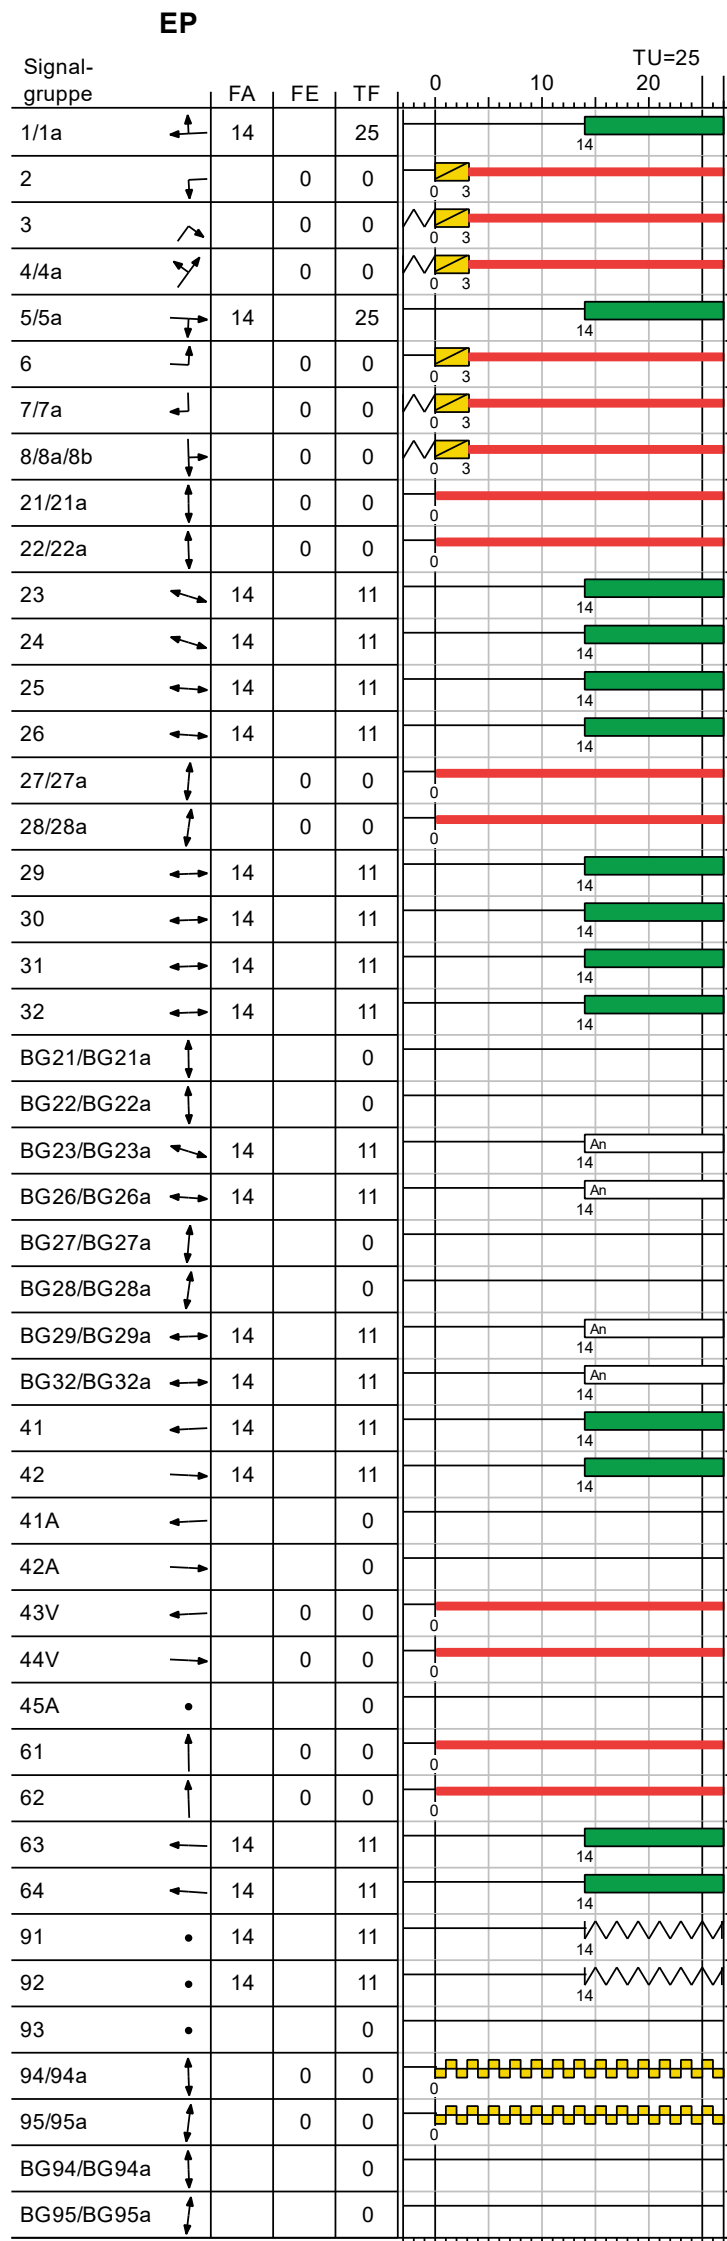 EP
TU=25
Signal-
gruppe FA FE TF 0 10 20
1/1a 14 25 14
2 0 0 0 3
3 0 0 0 3
4/4a 0 0 0 3
5/5a 14 25 14
6 0 0 0 3
7/7a 0 0 0 3
8/8a/8b 0 0 0 3
21/21a 0 0 0
22/22a 0 0 0
23 14 11 14
24 14 11 14
25 14 11 14
26 14 11 14
27/27a 0 0 0
28/28a 0 0 0
29 14 11 14
30 14 11 14
31 14 11 14
32 14 11 14
BG21/BG21a 0
BG22/BG22a 0
BG23/BG23a 14 11 An 14
BG26/BG26a 14 11 An 14
BG27/BG27a 0
BG28/BG28a 0
BG29/BG29a 14 11 An 14
BG32/BG32a 14 11 An 14
41 14 11 14
42 14 11 14
41A 0
42A 0
43V 0 0 0
44V 0 0 0
45A 0
61 0 0 0
62 0 0 0
63 14 11 14
64 14 11 14
91 14 11 14
92 14 11 14
93 0
94/94a 0 0 0
95/95a 0 0 0
BG94/BG94a 0
BG95/BG95a 0